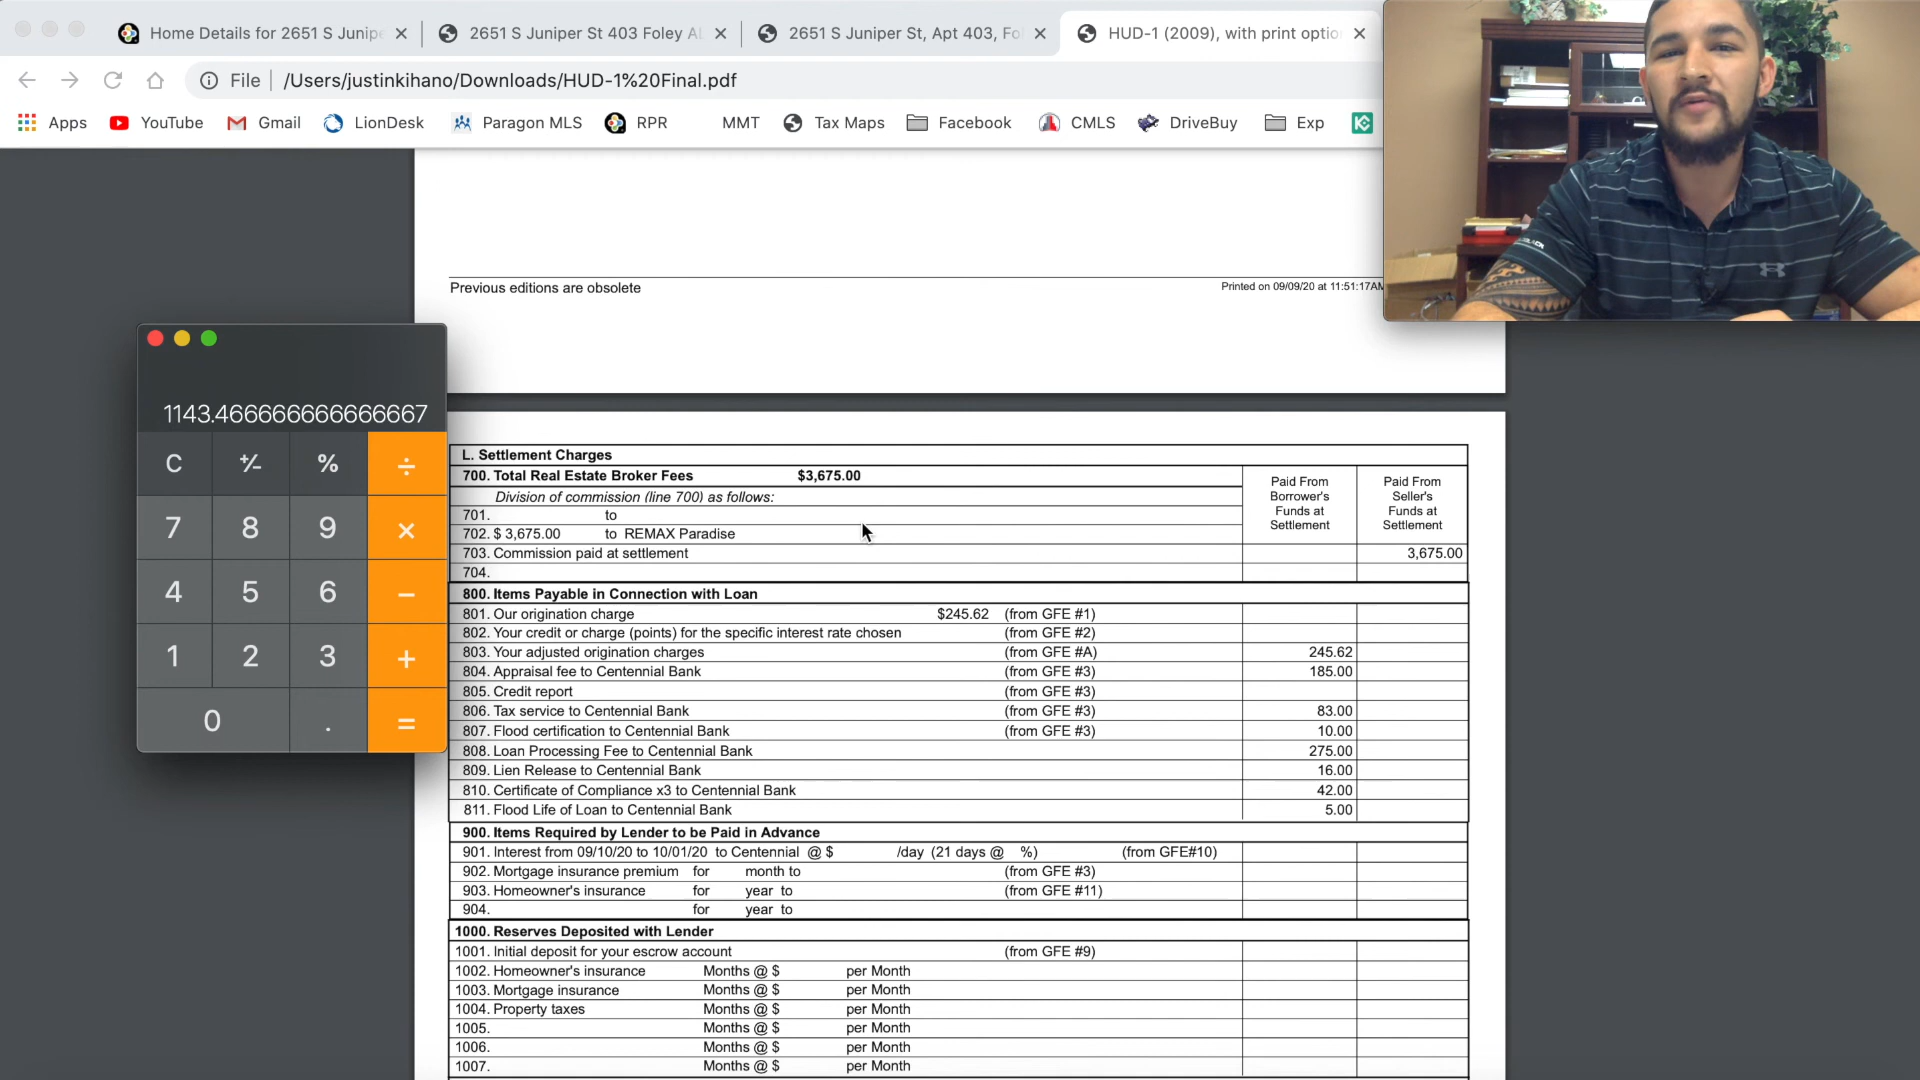 Home Details for 2651 S Junipe
2651 S Juniper St 403 Foley AL
2651 S Juniper St, Apt 403, Fol
HUD-1 (2009), with print optio
File
/Users/justinkihano/Downloads/HUD-1%20Final.pdf
Apps YouTube Gmail LionDesk Paragon MLS RPR MMT Tax Maps Facebook CMLS DriveBuy Exp
Previous editions are obsolete
Printed on 09/09/20 at 11:51:17AM
1143.466666666666667
C +⁄- % ÷
7 8 9 ×
4 5 6 −
1 2 3 +
0 . =
L. Settlement Charges
700. Total Real Estate Broker Fees $3,675.00
Division of commission (line 700) as follows:
Paid From Borrower's Funds at Settlement
Paid From Seller's Funds at Settlement
701. to
702. $ 3,675.00 to REMAX Paradise
703. Commission paid at settlement 3,675.00
704.
800. Items Payable in Connection with Loan
801. Our origination charge $245.62 (from GFE #1)
802. Your credit or charge (points) for the specific interest rate chosen (from GFE #2)
803. Your adjusted origination charges (from GFE #A) 245.62
804. Appraisal fee to Centennial Bank (from GFE #3) 185.00
805. Credit report (from GFE #3)
806. Tax service to Centennial Bank (from GFE #3) 83.00
807. Flood certification to Centennial Bank (from GFE #3) 10.00
808. Loan Processing Fee to Centennial Bank 275.00
809. Lien Release to Centennial Bank 16.00
810. Certificate of Compliance x3 to Centennial Bank 42.00
811. Flood Life of Loan to Centennial Bank 5.00
900. Items Required by Lender to be Paid in Advance
901. Interest from 09/10/20 to 10/01/20 to Centennial @ $ /day (21 days @ %) (from GFE#10)
902. Mortgage insurance premium for month to (from GFE #3)
903. Homeowner's insurance for year to (from GFE #11)
904. for year to
1000. Reserves Deposited with Lender
1001. Initial deposit for your escrow account (from GFE #9)
1002. Homeowner's insurance Months @ $ per Month
1003. Mortgage insurance Months @ $ per Month
1004. Property taxes Months @ $ per Month
1005. Months @ $ per Month
1006. Months @ $ per Month
1007. Months @ $ per Month